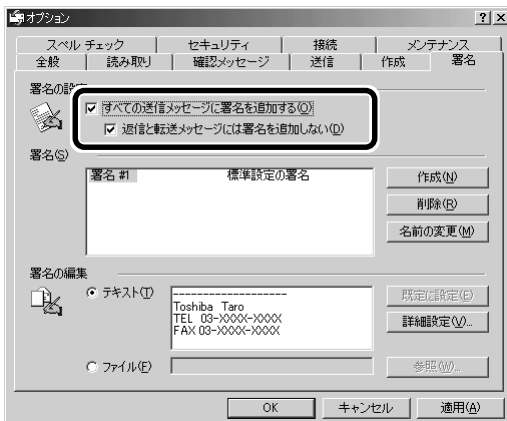 オプション
スペル チェック セキュリティ 接続 メンテナンス
全般 読み取り 確認メッセージ 送信 作成 署名
署名の設定
すべての送信メッセージに署名を追加する(O)
返信と転送メッセージには署名を追加しない(D)
署名(S)
署名 #1 標準設定の署名
作成(N)
削除(R)
名前の変更(M)
署名の編集
テキスト(T)
--------------------
Toshiba Taro
TEL 03-XXXX-XXXX
FAX 03-XXXX-XXXX
既定に設定(E)
詳細設定(V)...
ファイル(F)
参照(W)...
OK キャンセル 適用(A)